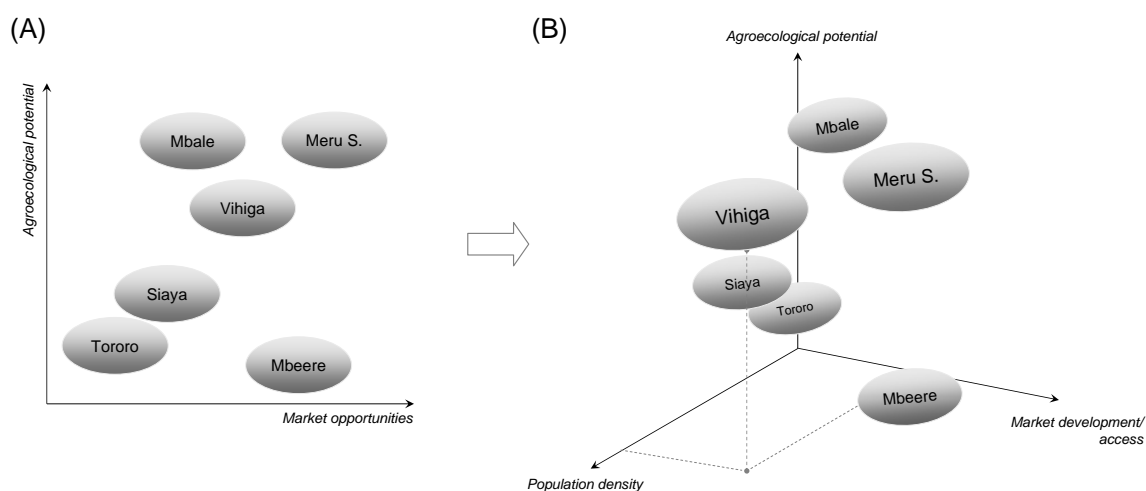 (A)
Agroecological potential
Mbale
Meru S.
Vihiga
Siaya
Tororo
Mbeere
Market opportunities
(B)
Agroecological potential
Mbale
Meru S.
Vihiga
Siaya
Tororo
Mbeere
Market development/
access
Population density